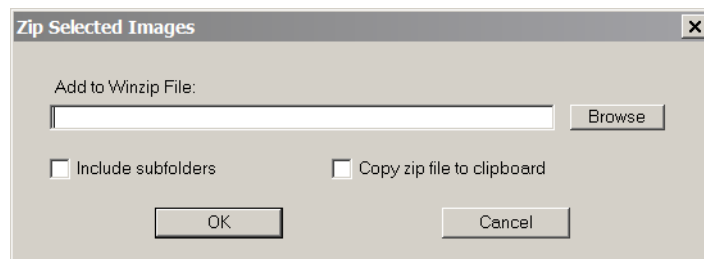 Zip Selected Images
Add to Winzip File:
Browse
Include subfolders Copy zip file to clipboard
OK Cancel